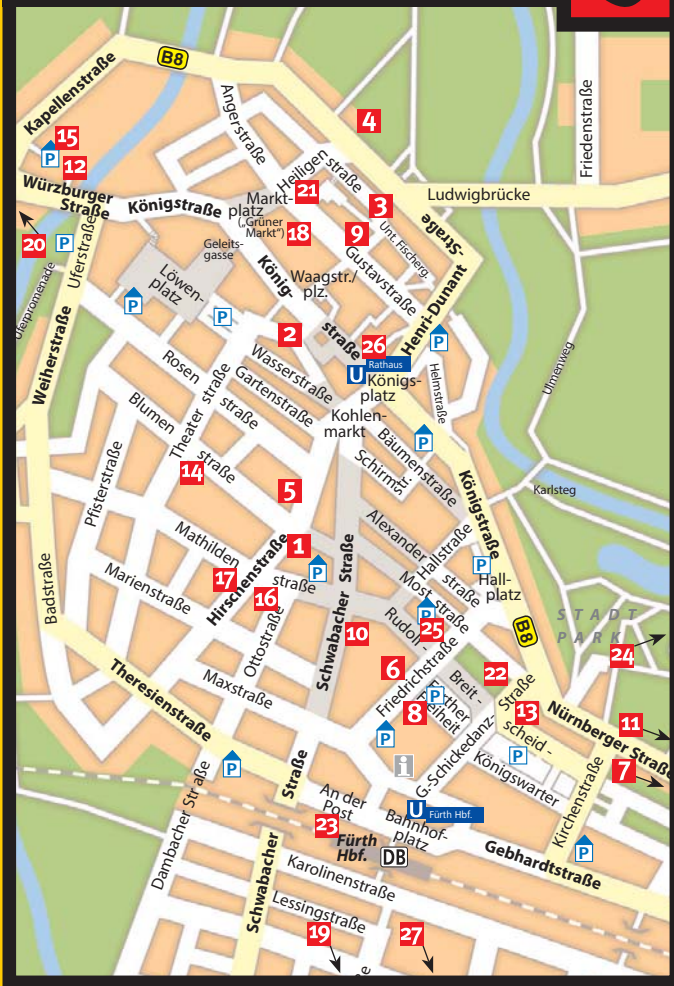 B8
Kapellenstraße
Angerstraße
4
Friedenstraße
15
P
12
Heiligen
straße
21
Ludwigbrücke
Würzburger
Straße
Königstraße
Markt-
platz
(„Grüner
Markt“)
3
18
9
Unt. Fischerg.
Straße
Henri-Dunant-
20
P
Uferstraße
Geleits-
gasse
Gustavstraße
Uferpromenade
Löwen-
platz
König-
straße
Waagstr./
plz.
P
P
2
26
Rathaus
U
Königs-
platz
P
Helmstraße
Ulmenweg
Weiherstraße
Rosen
straße
Wasserstraße
Gartenstraße
Theater straße
Kohlen-
markt
Blumen
straße
Bäumenstraße
P
Schirmstr.
14
Pfisterstraße
5
Königstraße
Karlsteg
Mathilden
straße
1
Alexander
straße
Hallstraße
P
Hall-
platz
Hirschenstraße
P
Schwabacher Straße
Marienstraße
17
16
Most straße
P
25
Rudolf-
Breit-
scheid-
Straße
B8
STADT
PARK
Badstraße
Ottostraße
10
24
6
Friedrichstraße
22
Theresienstraße
Maxstraße
P
8
Fürther
Freiheit
13
11
Nürnberger Straße
P
G.-Schickedanz-
P
Königswarter
7
P
i
Straße
An der
Post
Kirchenstraße
Dambacher Straße
U
Fürth Hbf.
23
Bahnhof-
platz
P
Fürth
Hbf.
DB
Gebhardtstraße
Schwabacher
Karolinenstraße
Lessingstraße
19
27